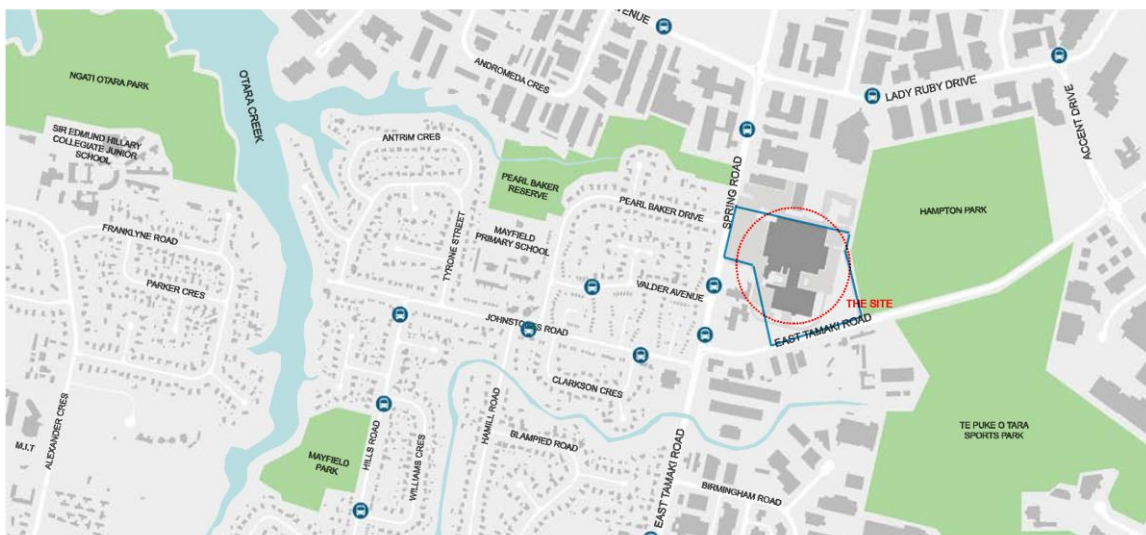 VENUE
NGATI OTARA PARK
OTARA CREEK
ANDROMEDA CRES
LADY RUBY DRIVE
ACCENT DRIVE
SIR EDMUND HILLARY
COLLEGIATE JUNIOR
SCHOOL
ANTRIM CRES
PEARL BAKER
RESERVE
PEARL BAKER DRIVE
SPRING ROAD
HAMPTON PARK
FRANKLYNE ROAD
TYRONE STREET
MAYFIELD
PRIMARY SCHOOL
PARKER CRES
VALDER AVENUE
THE SITE
JOHNSTONES ROAD
EAST TAMAKI ROAD
CLARKSON CRES
ALEXANDER CRES
M.I.T
MAYFIELD
PARK
HILLS ROAD
WILLIAMS CRES
HAMILL ROAD
BLAMPIED ROAD
EAST TAMAKI ROAD
BIRMINGHAM ROAD
TE PUKE O TARA
SPORTS PARK